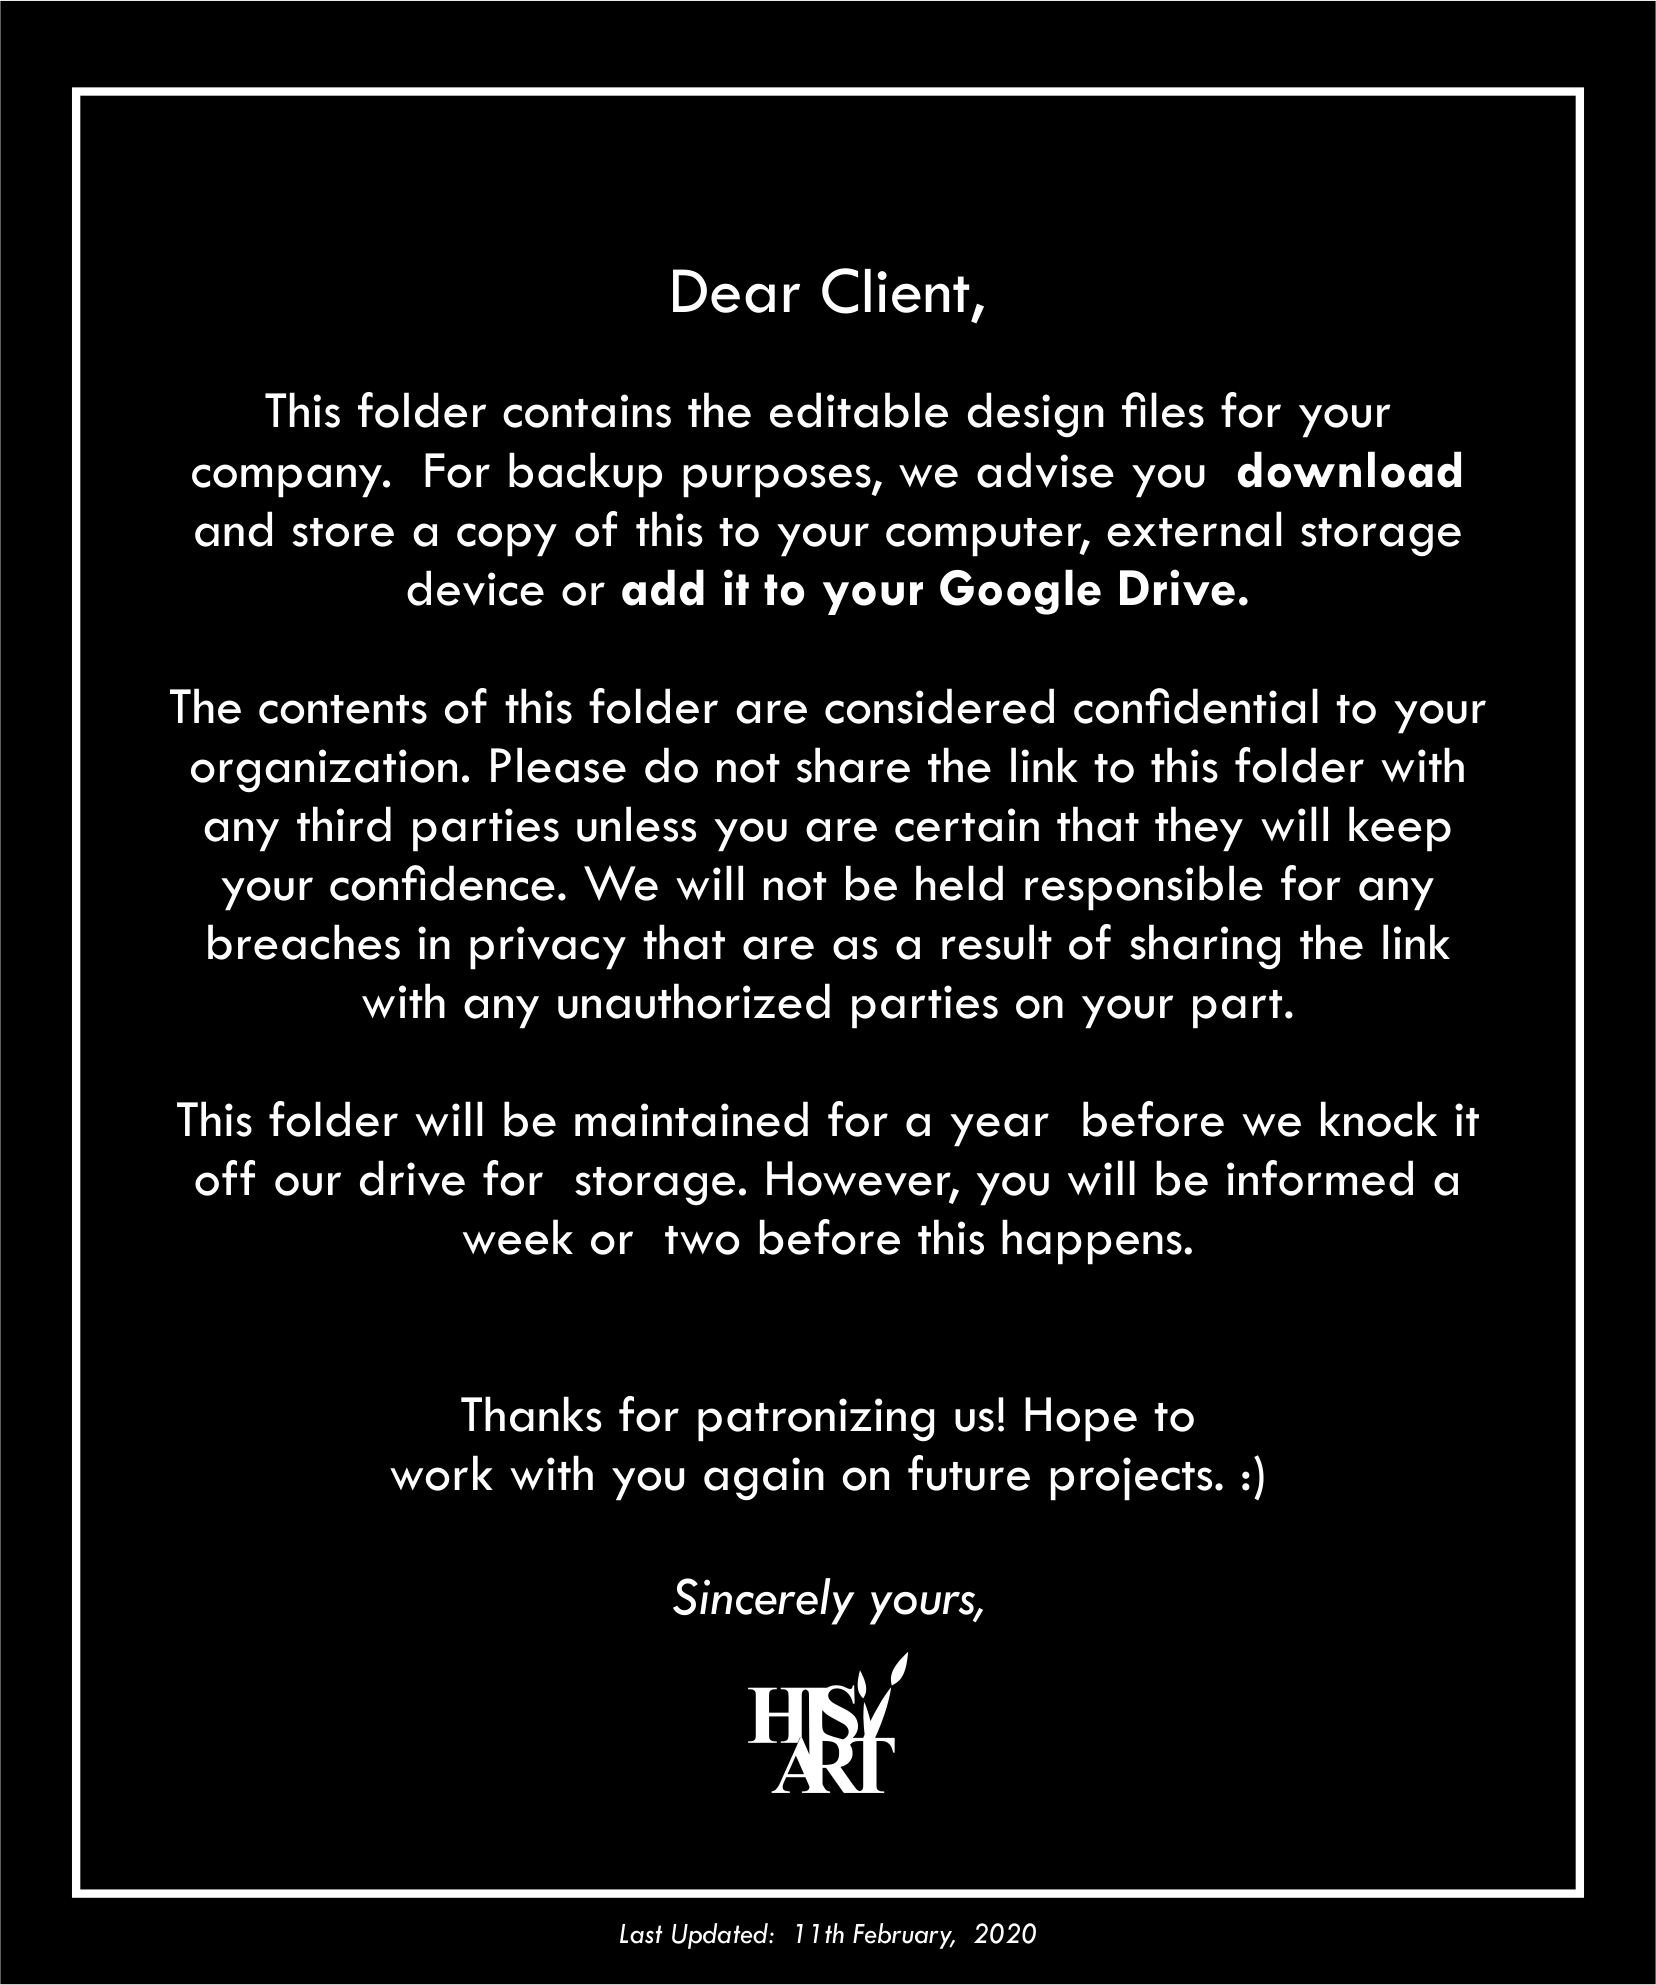 Dear Client,
This folder contains the editable design files for your
company.  For backup purposes, we advise you  download
and store a copy of this to your computer, external storage
device or add it to your Google Drive.
The contents of this folder are considered confidential to your
organization. Please do not share the link to this folder with
any third parties unless you are certain that they will keep
your confidence. We will not be held responsible for any
breaches in privacy that are as a result of sharing the link
with any unauthorized parties on your part.
This folder will be maintained for a year  before we knock it
off our drive for  storage. However, you will be informed a
week or  two before this happens.
Thanks for patronizing us! Hope to
work with you again on future projects. :)
Sincerely yours,
HIS
ART
Last Updated:  11th February,  2020